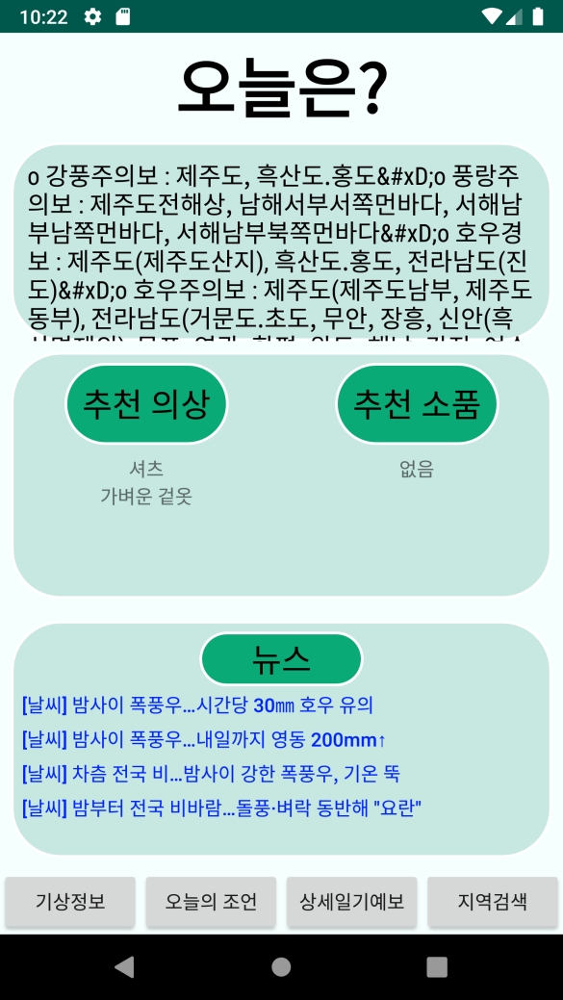 10:22
오늘은?
o 강풍주의보 : 제주도, 흑산도.홍도&#xD;o 풍랑주
의보 : 제주도전해상, 남해서부서쪽먼바다, 서해남
부남쪽먼바다, 서해남부북쪽먼바다&#xD;o 호우경
보 : 제주도(제주도산지), 흑산도.홍도, 전라남도(진
도)&#xD;o 호우주의보 : 제주도(제주도남부, 제주도
동부), 전라남도(거문도.초도, 무안, 장흥, 신안(흑
추천 의상
추천 소품
셔츠
없음
가벼운 겉옷
뉴스
[날씨] 밤사이 폭풍우...시간당 30㎜ 호우 유의
[날씨] 밤사이 폭풍우...내일까지 영동 200mm↑
[날씨] 차츰 전국 비...밤사이 강한 폭풍우, 기온 뚝
[날씨] 밤부터 전국 비바람...돌풍·벼락 동반해 "요란"
기상정보
오늘의 조언
상세일기예보
지역검색